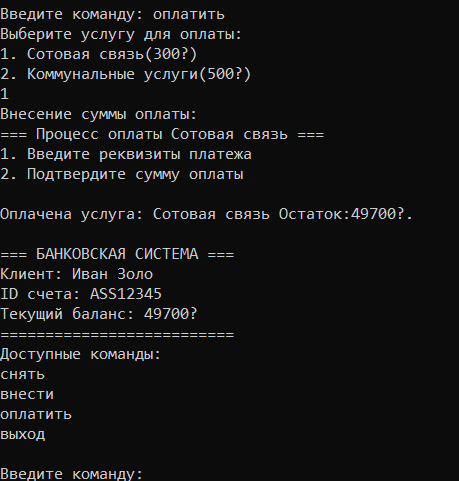 Введите команду: оплатить
Выберите услугу для оплаты:
1. Сотовая связь(300?)
2. Коммунальные услуги(500?)
1
Внесение суммы оплаты:
=== Процесс оплаты Сотовая связь ===
1. Введите реквизиты платежа
2. Подтвердите сумму оплаты
Оплачена услуга: Сотовая связь Остаток:49700?.
=== БАНКОВСКАЯ СИСТЕМА ===
Клиент: Иван Золо
ID счета: ASS12345
Текущий баланс: 49700?
==========================
Доступные команды:
снять
внести
оплатить
выход
Введите команду: